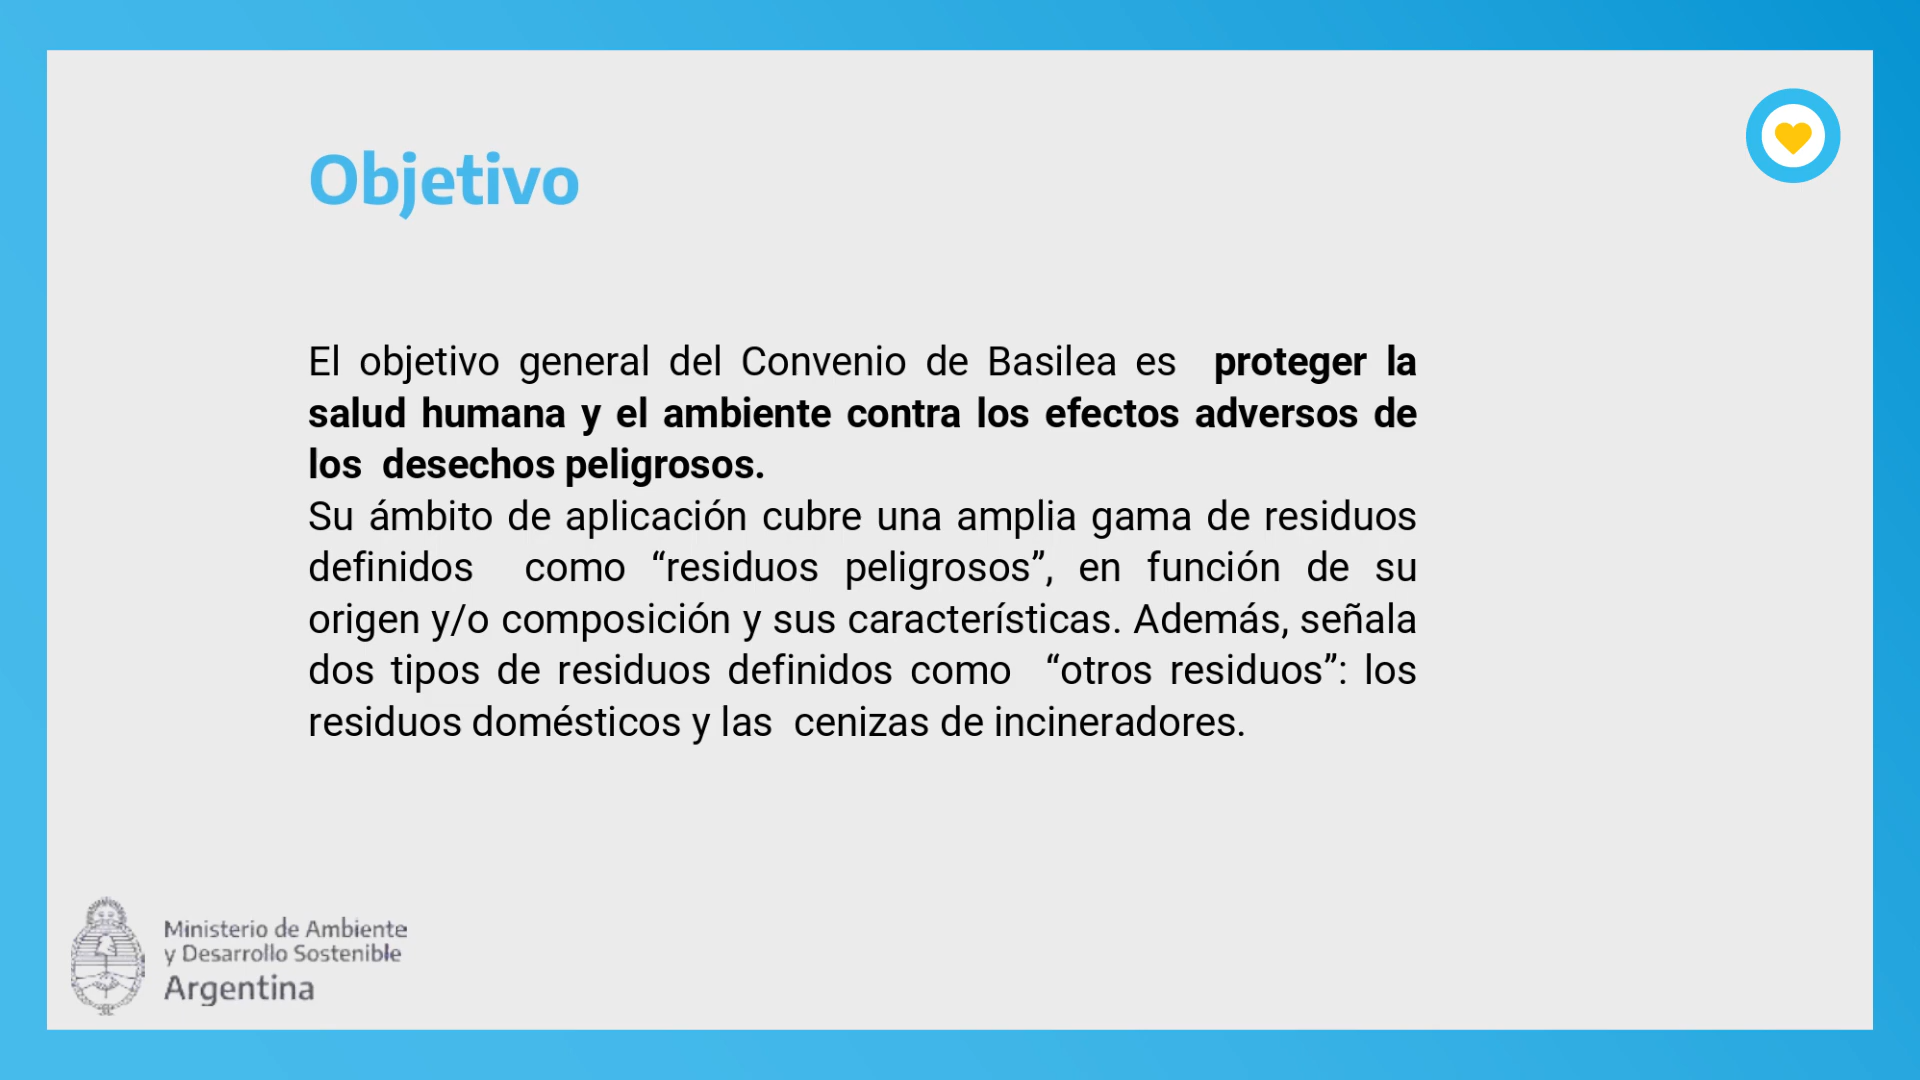 Objetivo
El objetivo general del Convenio de Basilea es proteger la
salud humana y el ambiente contra los efectos adversos de
los desechos peligrosos.
Su ámbito de aplicación cubre una amplia gama de residuos
definidos como “residuos peligrosos”, en función de su
origen y/o composición y sus características. Además, señala
dos tipos de residuos definidos como “otros residuos”: los
residuos domésticos y las cenizas de incineradores.
Ministerio de Ambiente
y Desarrollo Sostenible
Argentina